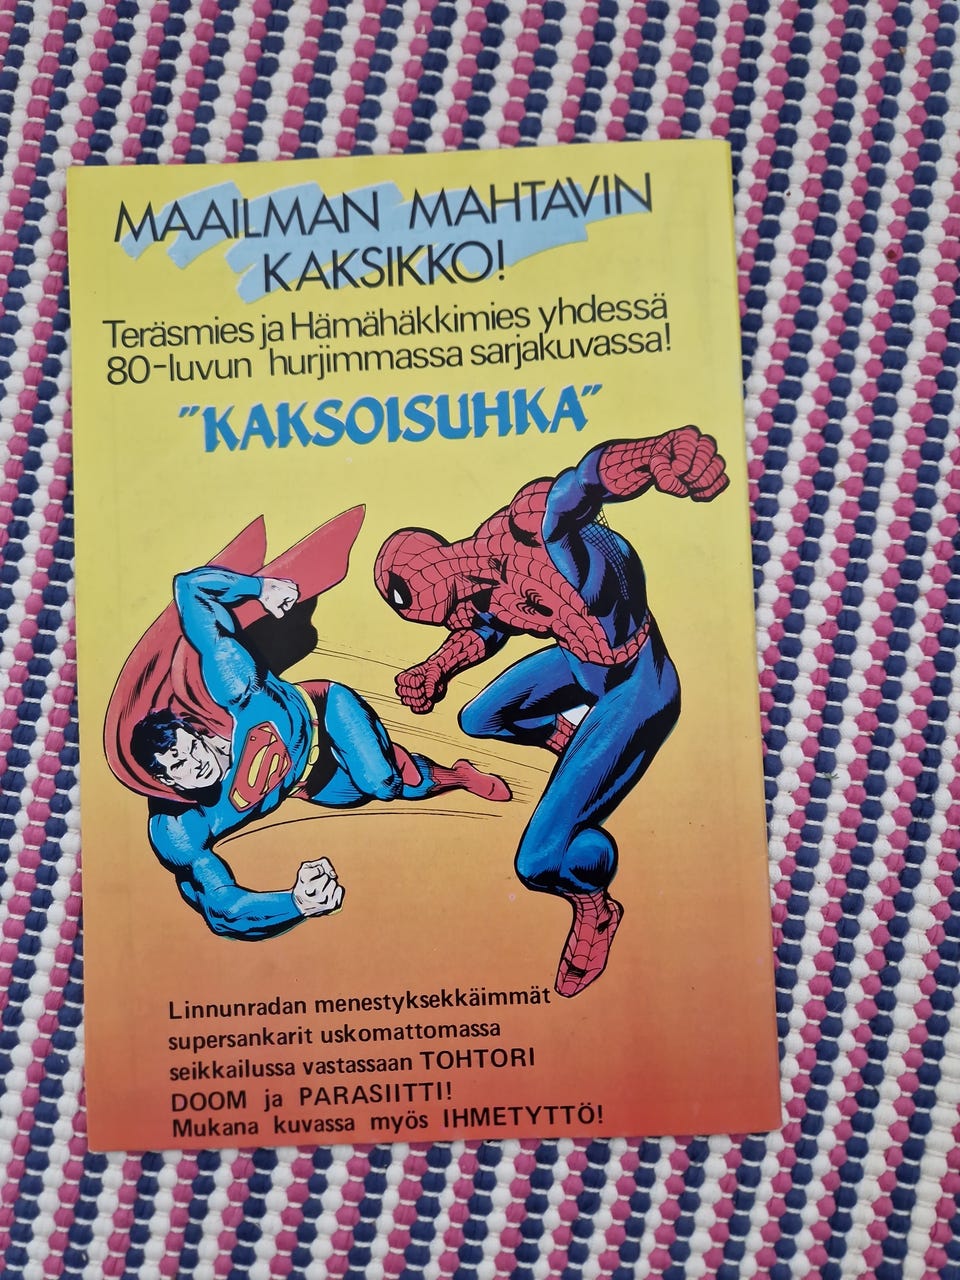 MAAILMAN MAHTAVIN
KAKSIKKO!
Teräsmies ja Hämähäkkimies yhdessä
80-luvun hurjimmassa sarjakuvassa!
"KAKSOISUHKA"
S
Linnunradan menestyksekkäimmät
supersankarit uskomattomassa
seikkailussa vastassaan TOHTORI
DOOM ja PARASIITTI!
Mukana kuvassa myös IHMETYTTÖ!